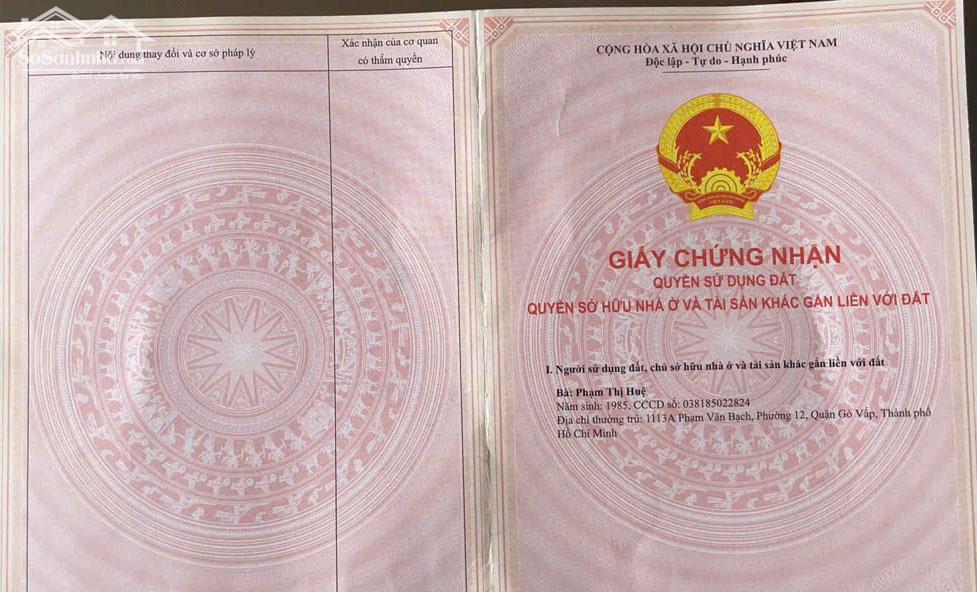 SoSanhnha
Nội dung thay đổi và cơ sở pháp lý
Xác nhận của cơ quan
có thẩm quyền
CỘNG HÒA XÃ HỘI CHỦ NGHĨA VIỆT NAM
Độc lập - Tự do - Hạnh phúc
GIẤY CHỨNG NHẬN
QUYỀN SỬ DỤNG ĐẤT
QUYỀN SỞ HỮU NHÀ Ở VÀ TÀI SẢN KHÁC GẮN LIỀN VỚI ĐẤT
I. Người sử dụng đất, chủ sở hữu nhà ở và tài sản khác gắn liền với đất
Bà: Phạm Thị Huệ
Năm sinh: 1985, CCCD số: 038185022824
Địa chỉ thường trú: 1113A Phạm Văn Bạch, Phường 12, Quận Gò Vấp, Thành phố
Hồ Chí Minh